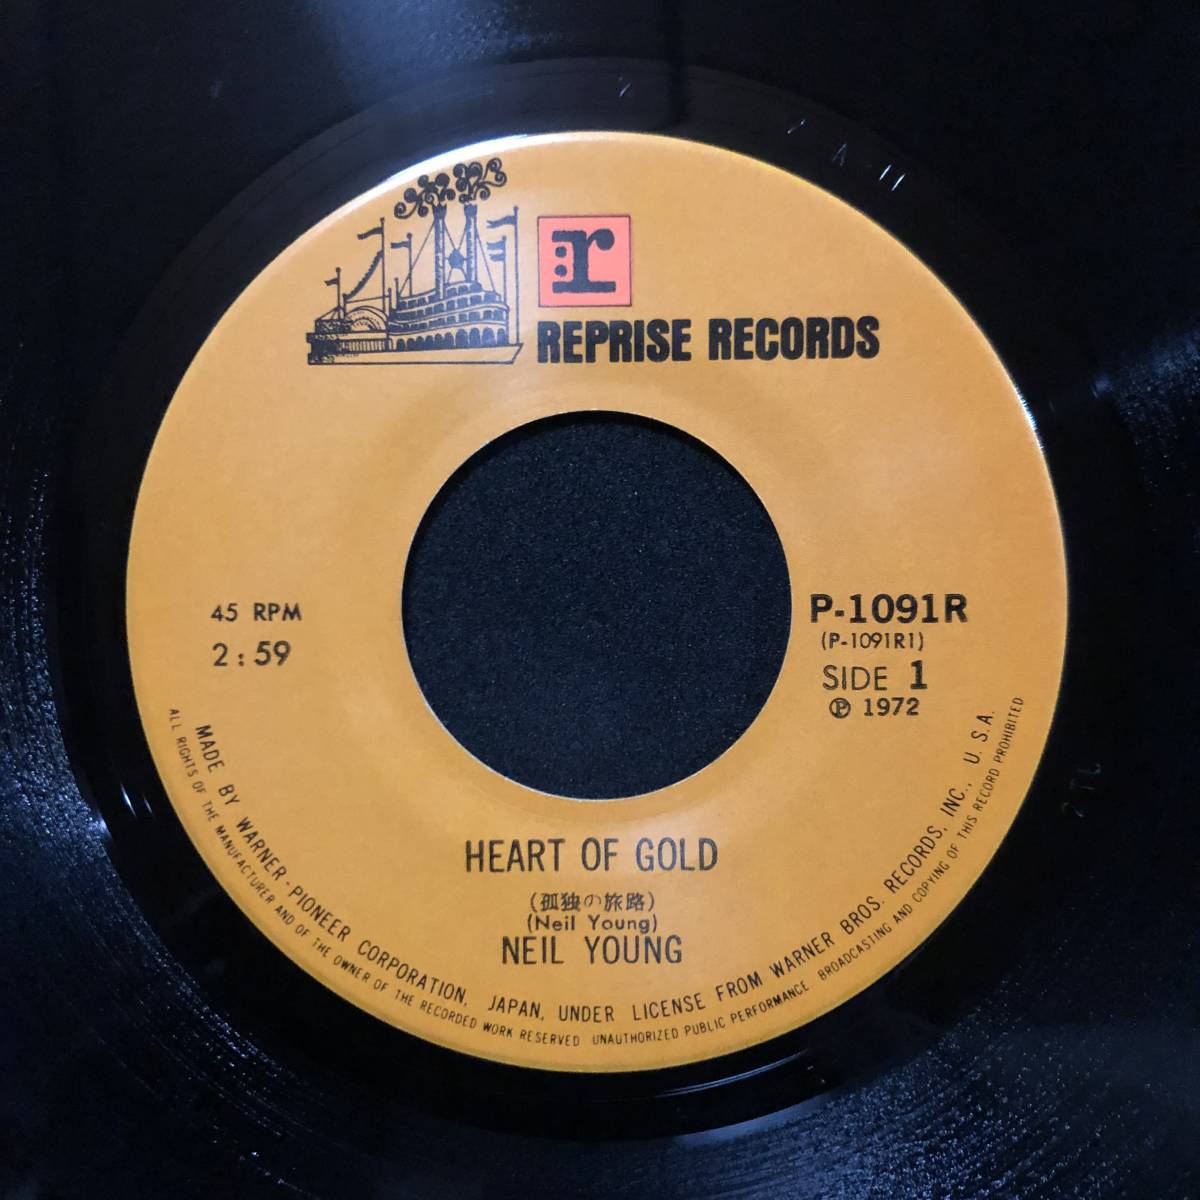 r
REPRISE RECORDS
45 RPM
2:59
P-1091R
(P-1091R1)
SIDE 1
Ⓟ 1972
HEART OF GOLD
(孤独の旅路)
(Neil Young)
NEIL YOUNG
MADE BY WARNER-PIONEER CORPORATION, JAPAN, UNDER LICENSE FROM WARNER BROS. RECORDS, INC., U.S.A.
ALL RIGHTS OF THE MANUFACTURER AND OF THE OWNER OF THE RECORDED WORK RESERVED UNAUTHORIZED PUBLIC PERFORMANCE, BROADCASTING AND COPYING OF THIS RECORD PROHIBITED